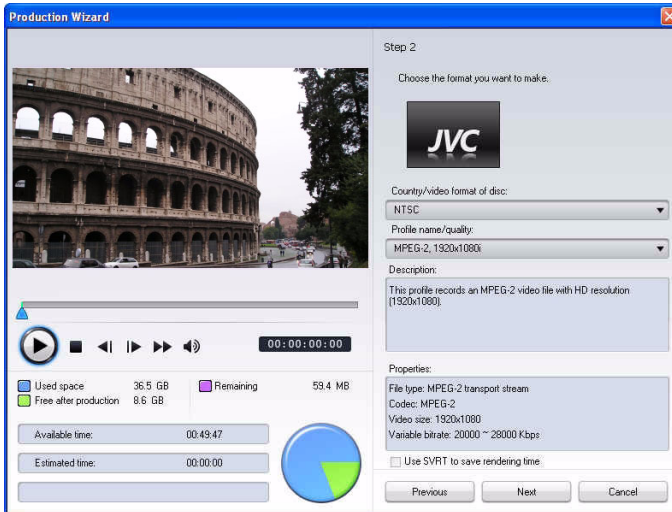 Production Wizard
Step 2
Choose the format you want to make.
JVC
Country/video format of disc:
NTSC
Profile name/quality:
MPEG-2, 1920x1080i
Description:
This profile records an MPEG-2 video file with HD resolution
(1920x1080).
00:00:00:00
Used space 36.5 GB
Remaining 59.4 MB
Free after production 8.6 GB
Available time: 00:49:47
Estimated time: 00:00:00
Properties:
File type: MPEG-2 transport stream
Codec: MPEG-2
Video size: 1920x1080
Variable bitrate: 20000 ~ 28000 Kbps
Use SVRT to save rendering time
Previous Next Cancel